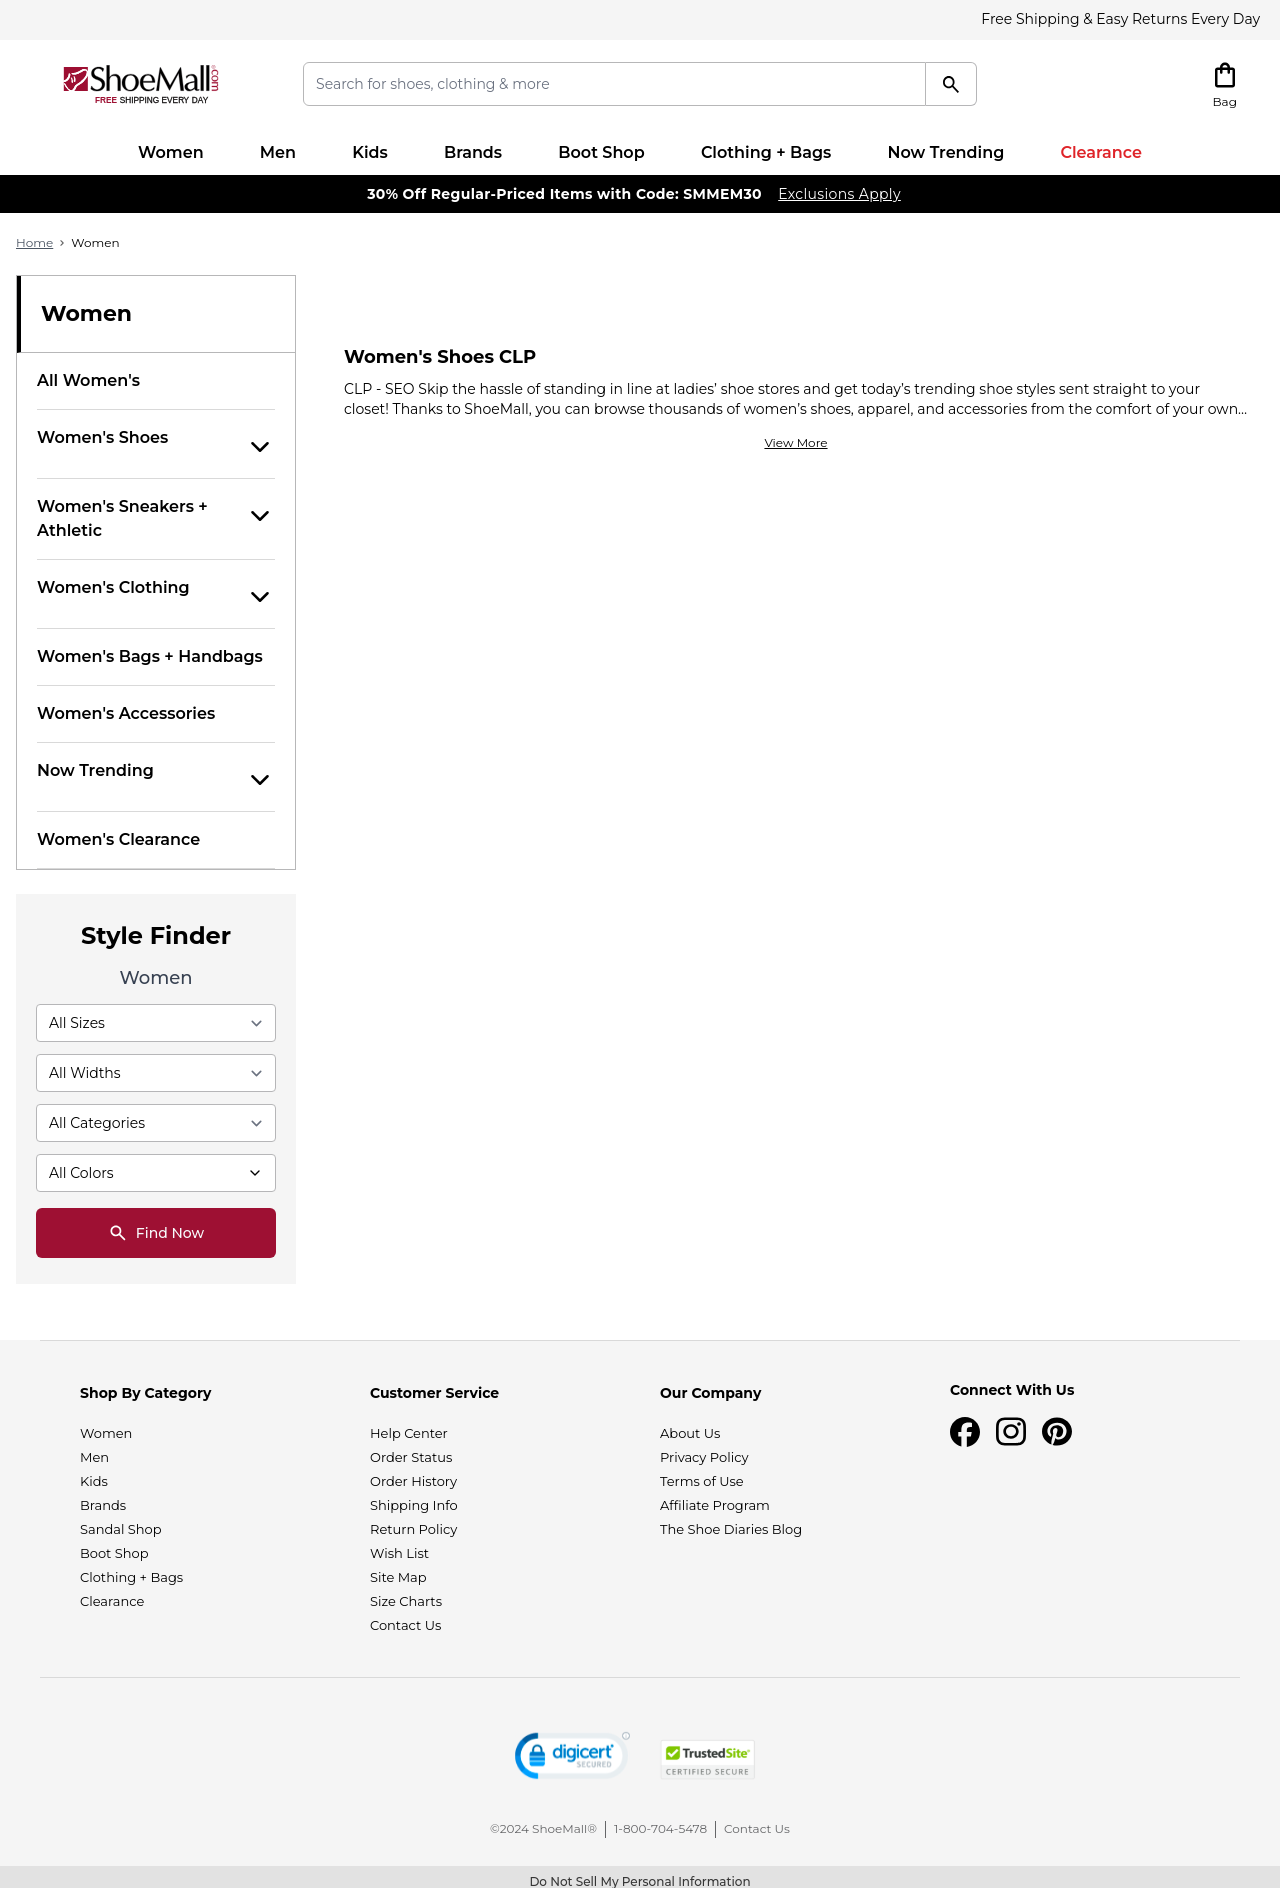 Free Shipping & Easy Returns Every Day
ShoeMall.com
FREE SHIPPING EVERY DAY
Search for shoes, clothing & more
Bag
Women Men Kids Brands Boot Shop Clothing + Bags Now Trending Clearance
30% Off Regular-Priced Items with Code: SMMEM30 Exclusions Apply
Home › Women
Women
All Women's
Women's Shoes
Women's Sneakers +
Athletic
Women's Clothing
Women's Bags + Handbags
Women's Accessories
Now Trending
Women's Clearance
Women's Shoes CLP
CLP - SEO Skip the hassle of standing in line at ladies’ shoe stores and get today’s trending shoe styles sent straight to your
closet! Thanks to ShoeMall, you can browse thousands of women’s shoes, apparel, and accessories from the comfort of your own...
View More
Style Finder
Women
All Sizes
All Widths
All Categories
All Colors
Find Now
Shop By Category
Women
Men
Kids
Brands
Sandal Shop
Boot Shop
Clothing + Bags
Clearance
Customer Service
Help Center
Order Status
Order History
Shipping Info
Return Policy
Wish List
Site Map
Size Charts
Contact Us
Our Company
About Us
Privacy Policy
Terms of Use
Affiliate Program
The Shoe Diaries Blog
Connect With Us
digicert
SECURED
TrustedSite
CERTIFIED SECURE
©2024 ShoeMall® | 1-800-704-5478 | Contact Us
Do Not Sell My Personal Information